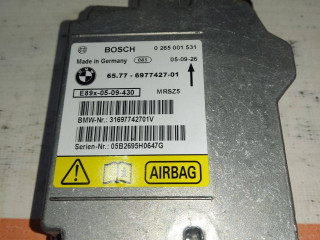 BOSCH 0 285 001 531
Made in Germany 093 05-09-26
65.77 - 6977427-01
E89x-05-09-430 MRSZ5
BMW-Nr.: 31697742701V
Serien-Nr.: 05B2695H0647G
AIRBAG